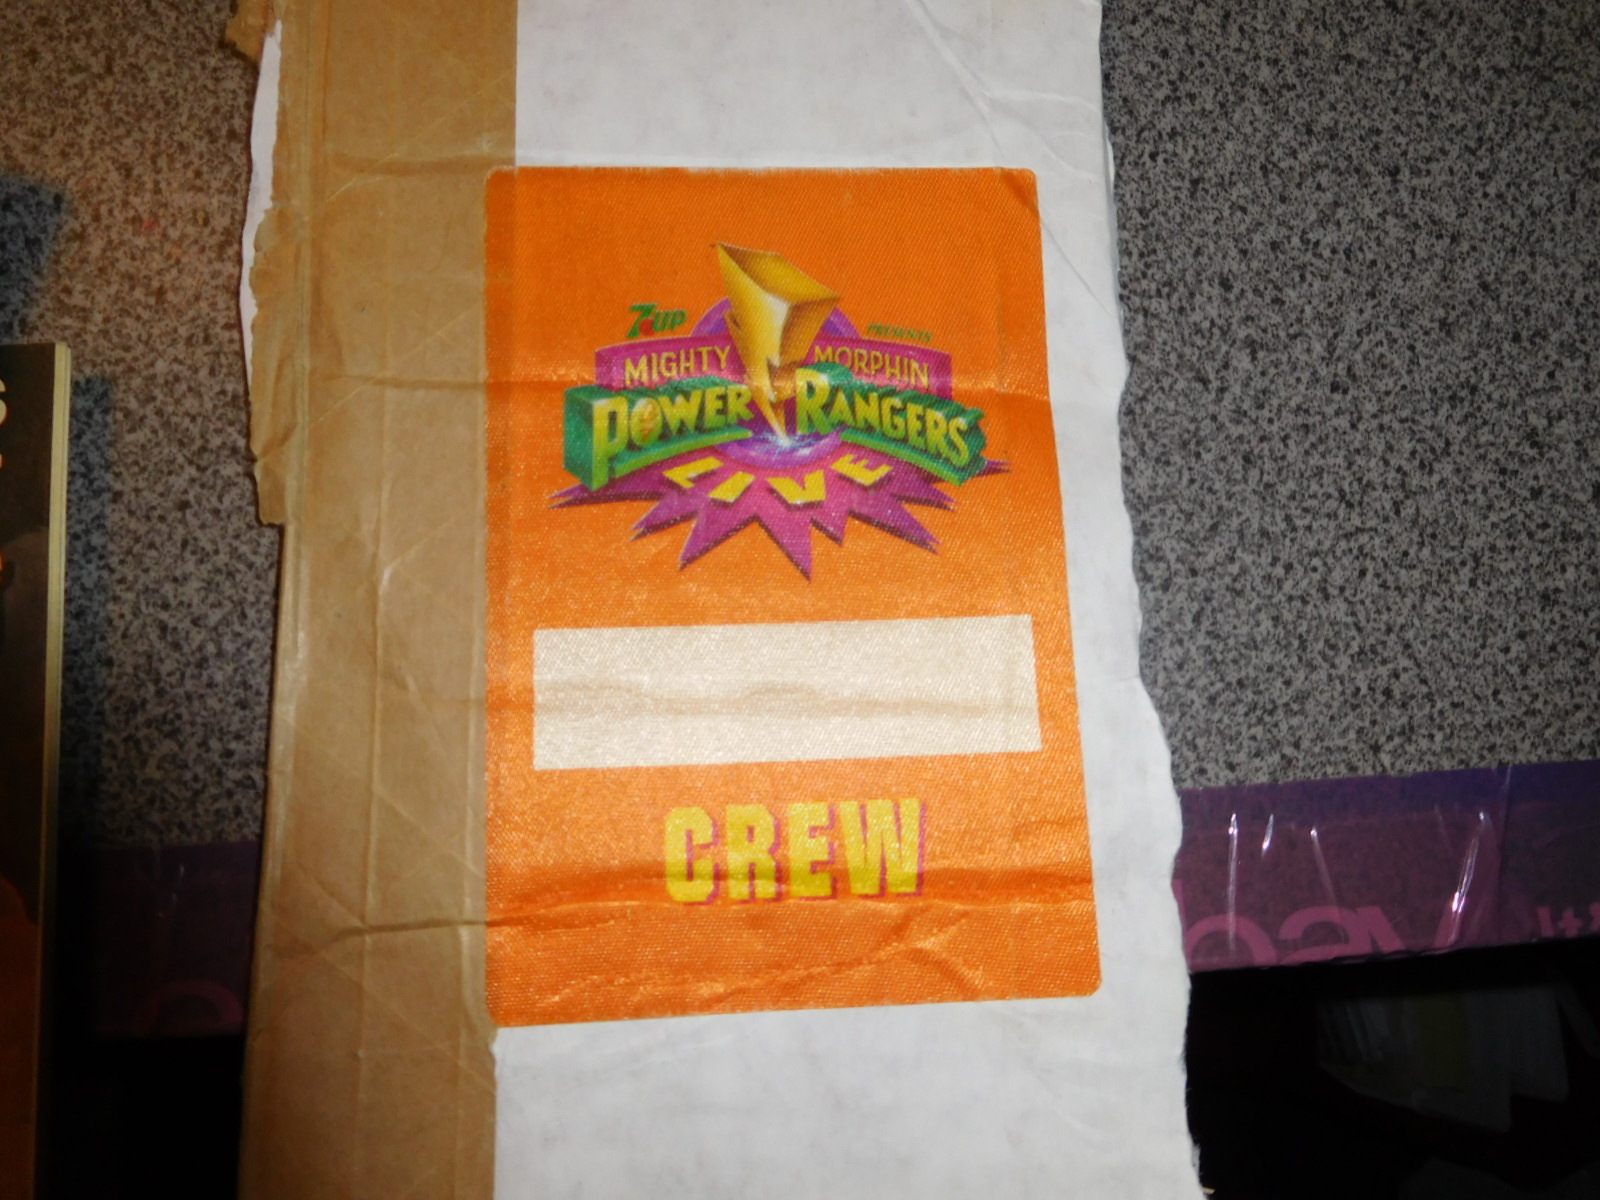 7UP PRESENTS
MIGHTY MORPHIN
POWER RANGERS
LIVE
CREW